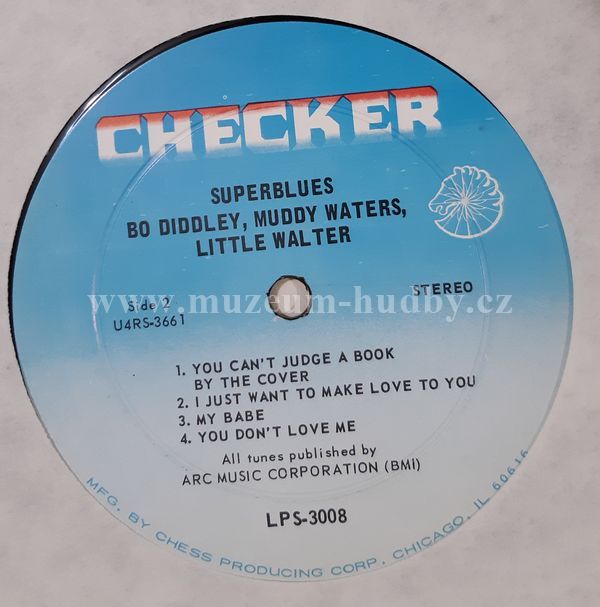 CHECKER
SUPERBLUES
BO DIDDLEY, MUDDY WATERS,
LITTLE WALTER
Side 2
U4RS-3661
STEREO
www.muzeum-hudby.cz
1. YOU CAN'T JUDGE A BOOK
BY THE COVER
2. I JUST WANT TO MAKE LOVE TO YOU
3. MY BABE
4. YOU DON'T LOVE ME
All tunes published by
ARC MUSIC CORPORATION (BMI)
LPS-3008
MFG. BY CHESS PRODUCING CORP. CHICAGO, IL 60616